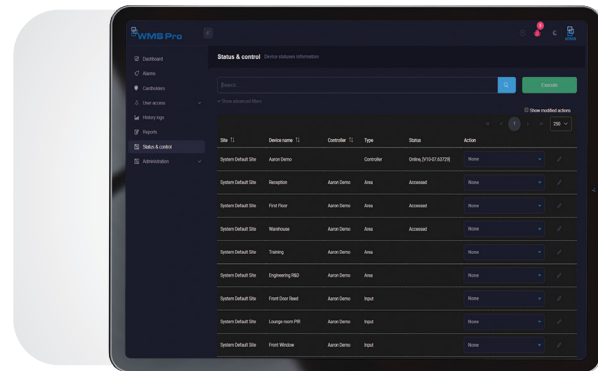 WMS Pro
Dashboard
Alarms
Cardholders
User access
History logs
Reports
Status & control
Administration
Status & control Device statuses information
Search...
Execute
Show advanced filters
Show modified actions
1
250
Site Device name Controller Type Status Action
System Default Site Aaron Demo Controller Online, [V10-07.62729] None
System Default Site Reception Aaron Demo Area Accessed None
System Default Site First Floor Aaron Demo Area Accessed None
System Default Site Warehouse Aaron Demo Area Accessed None
System Default Site Training Aaron Demo Area None
System Default Site Engineering R&D Aaron Demo Area None
System Default Site Front Door Reed Aaron Demo Input None
System Default Site Lounge room PIR Aaron Demo Input None
System Default Site Front Window Aaron Demo Input None